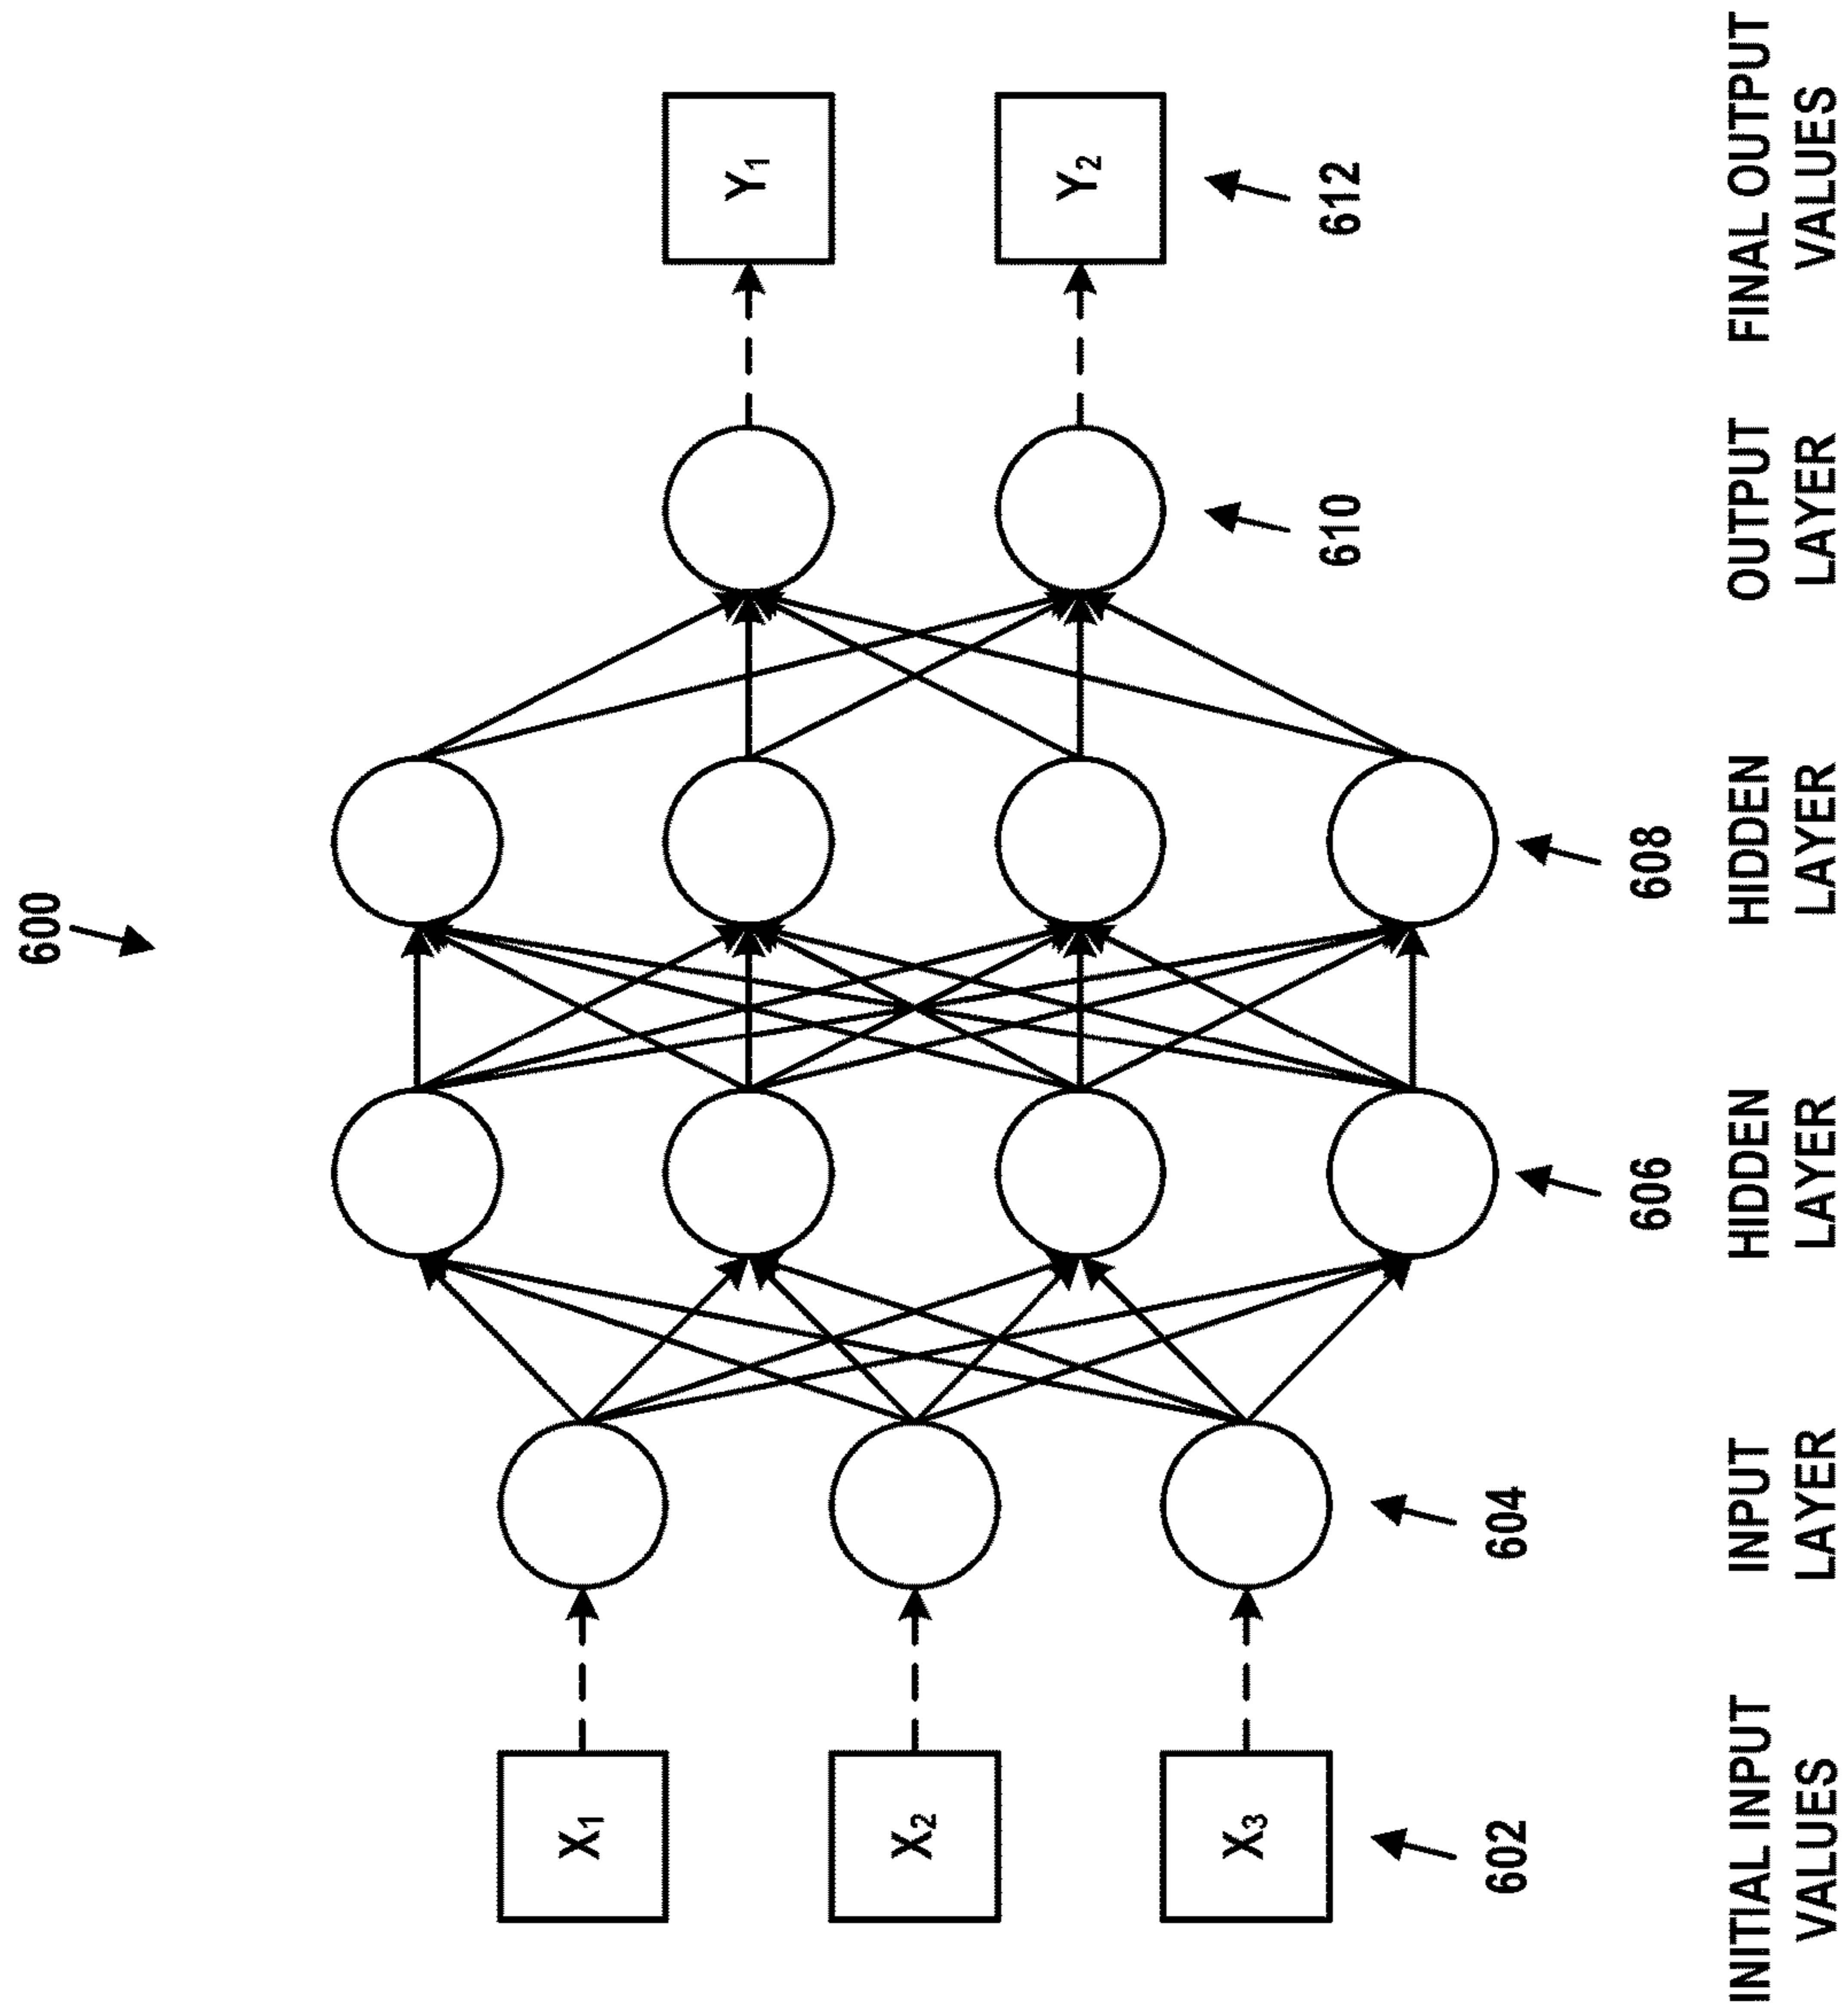 600
X1
X2
X3
Y1
Y2
602
604
606
608
610
612
INITIAL INPUT
VALUES
INPUT
LAYER
HIDDEN
LAYER
HIDDEN
LAYER
OUTPUT
LAYER
FINAL OUTPUT
VALUES